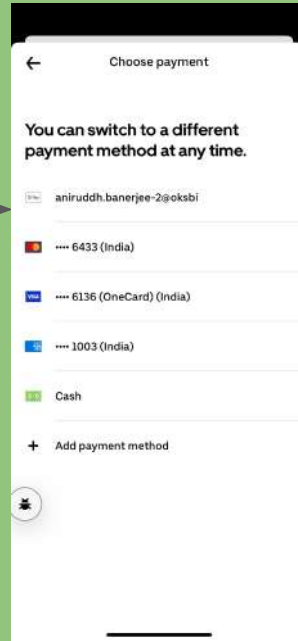 Choose payment
You can switch to a different
payment method at any time.
aniruddh.banerjee-2@oksbi
•••• 6433 (India)
VISA
•••• 6136 (OneCard) (India)
•••• 1003 (India)
Cash
+ Add payment method